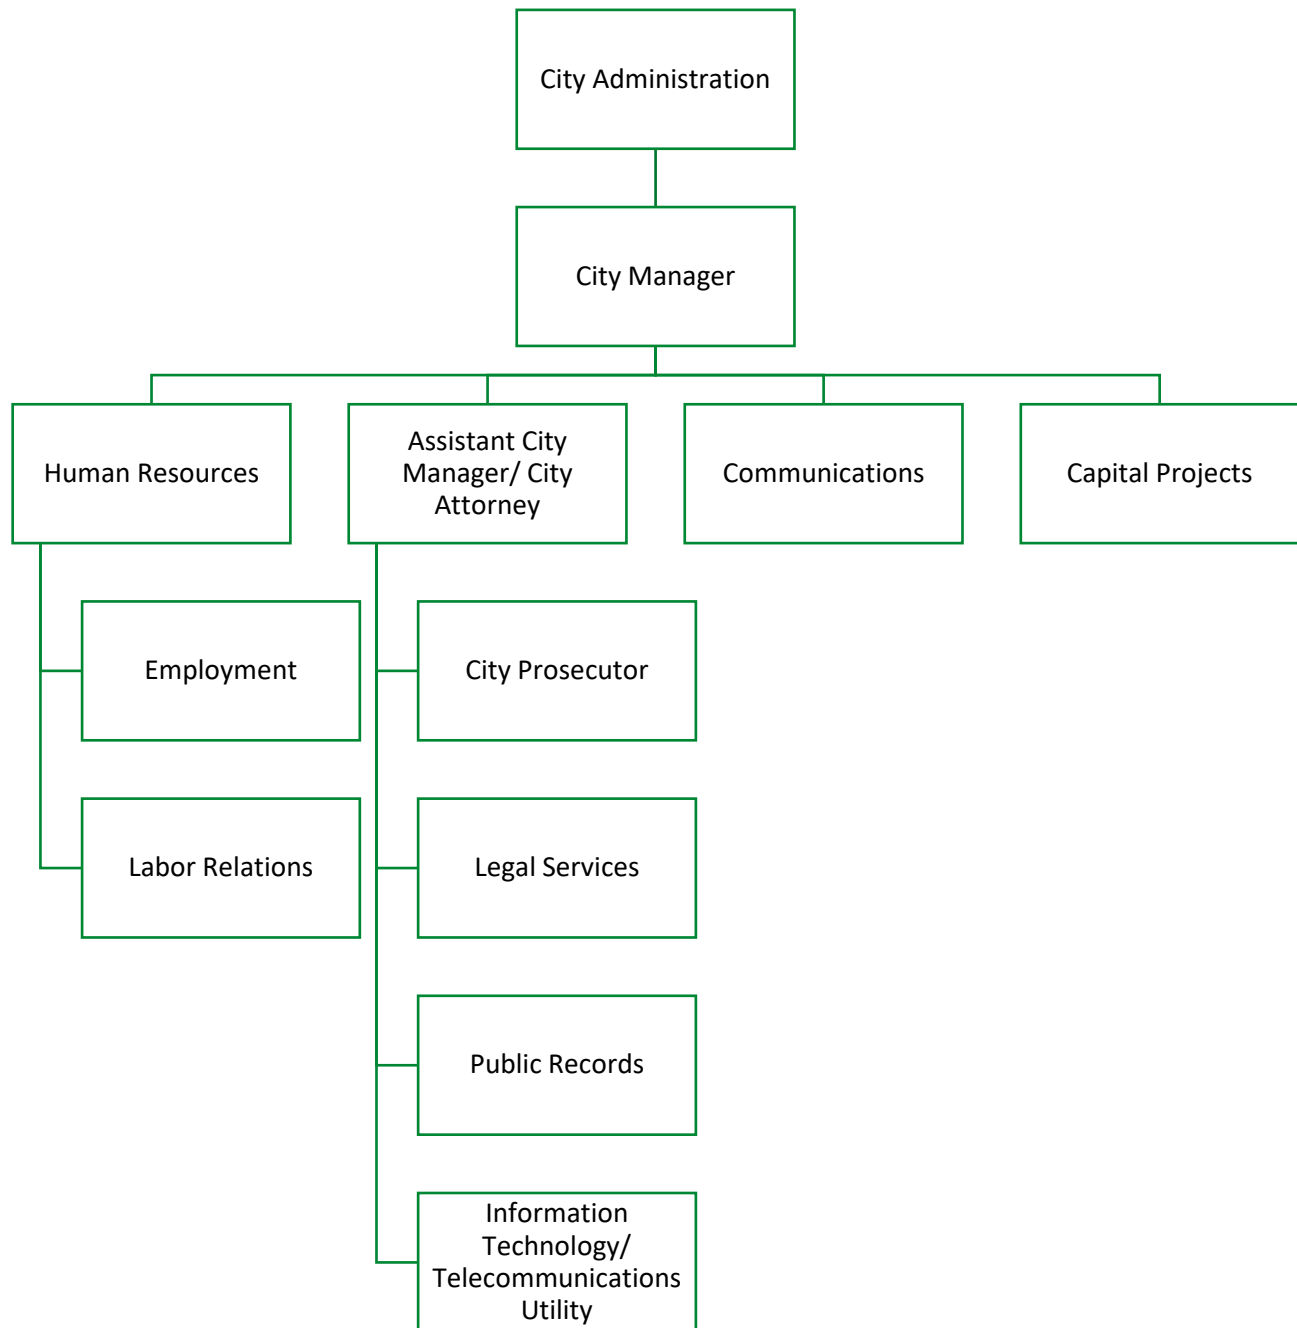 City Administration
City Manager
Human Resources
Assistant City
Manager/ City
Attorney
Communications
Capital Projects
Employment
City Prosecutor
Labor Relations
Legal Services
Public Records
Information
Technology/
Telecommunications
Utility